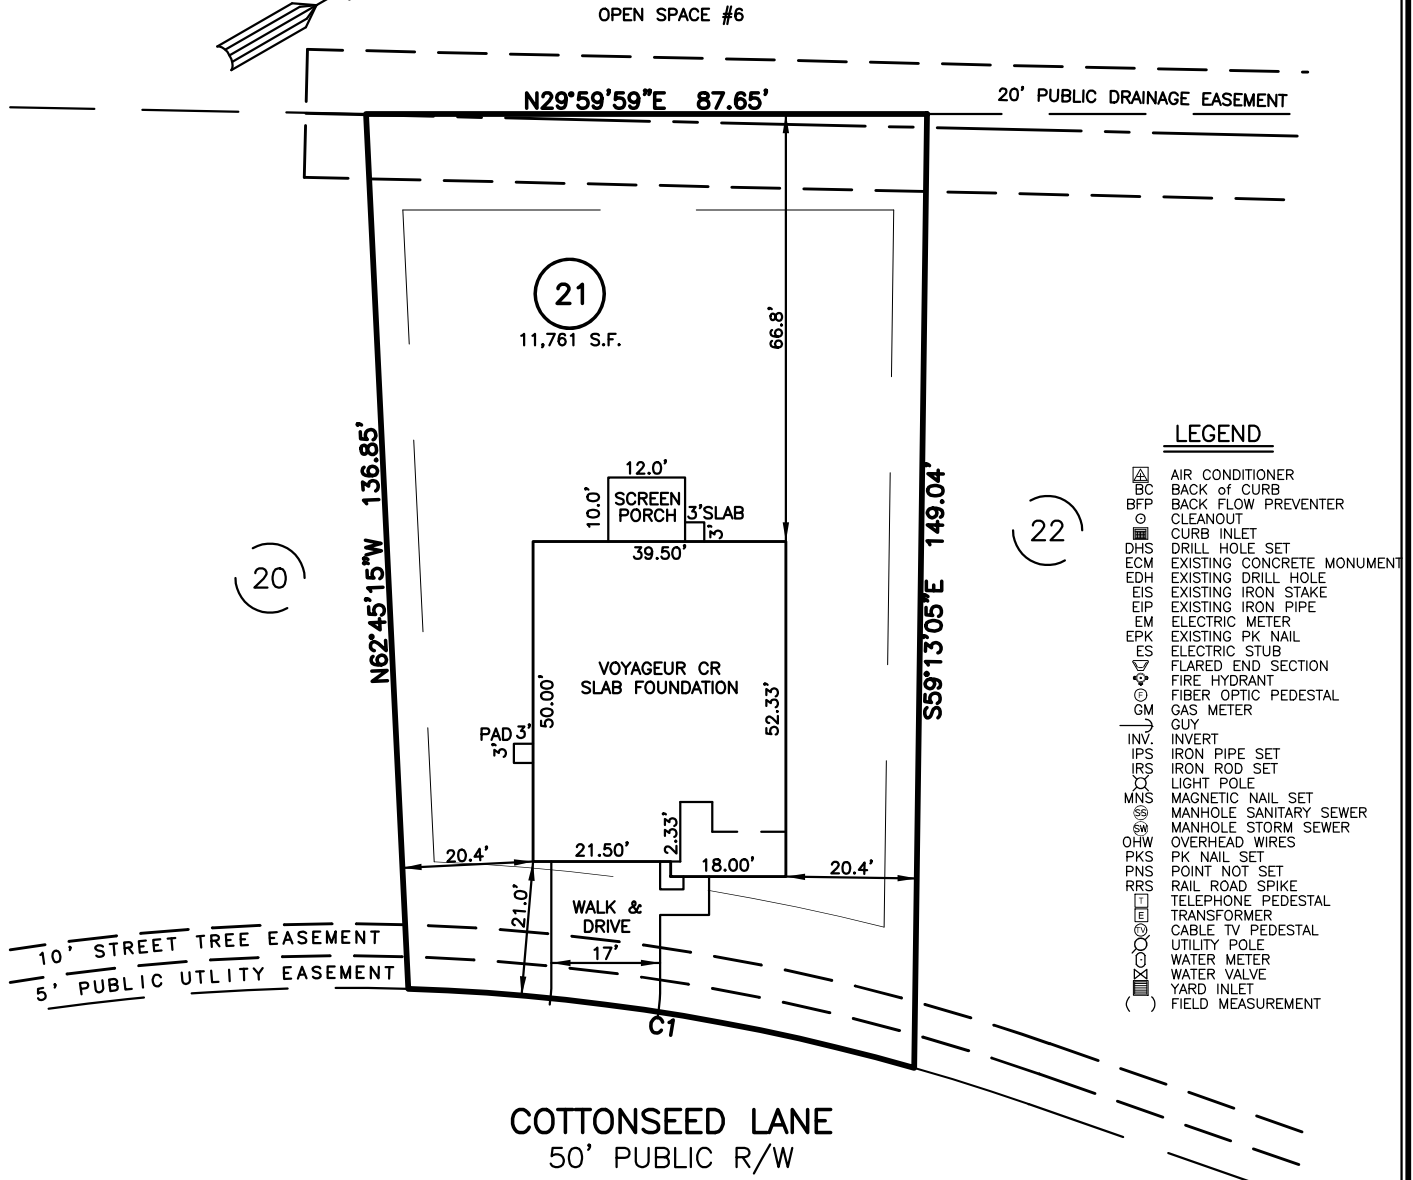 OPEN SPACE #6
N29°59'59"E 87.65'
20' PUBLIC DRAINAGE EASEMENT
21
11,761 S.F.
66.8'
N62°45'15"W 136.85'
S59°13'05"E 149.04'
20
22
12.0'
10.0'
SCREEN
PORCH
3'SLAB
3'
39.50'
VOYAGEUR CR
SLAB FOUNDATION
50.00'
52.33'
PAD 3'
3'
2.33'
21.50'
18.00'
20.4'
20.4'
21.0'
WALK &
DRIVE
17'
10' STREET TREE EASEMENT
5' PUBLIC UTLITY EASEMENT
C1
COTTONSEED LANE
50' PUBLIC R/W
LEGEND
AIR CONDITIONER
BC BACK of CURB
BFP BACK FLOW PREVENTER
CLEANOUT
CURB INLET
DHS DRILL HOLE SET
ECM EXISTING CONCRETE MONUMENT
EDH EXISTING DRILL HOLE
EIS EXISTING IRON STAKE
EIP EXISTING IRON PIPE
EM ELECTRIC METER
EPK EXISTING PK NAIL
ES ELECTRIC STUB
FLARED END SECTION
FIRE HYDRANT
F FIBER OPTIC PEDESTAL
GM GAS METER
GUY
INV. INVERT
IPS IRON PIPE SET
IRS IRON ROD SET
LIGHT POLE
MNS MAGNETIC NAIL SET
SS MANHOLE SANITARY SEWER
SW MANHOLE STORM SEWER
OHW OVERHEAD WIRES
PKS PK NAIL SET
PNS POINT NOT SET
RRS RAIL ROAD SPIKE
T TELEPHONE PEDESTAL
E TRANSFORMER
TV CABLE TV PEDESTAL
UTILITY POLE
WATER METER
WATER VALVE
YARD INLET
( ) FIELD MEASUREMENT